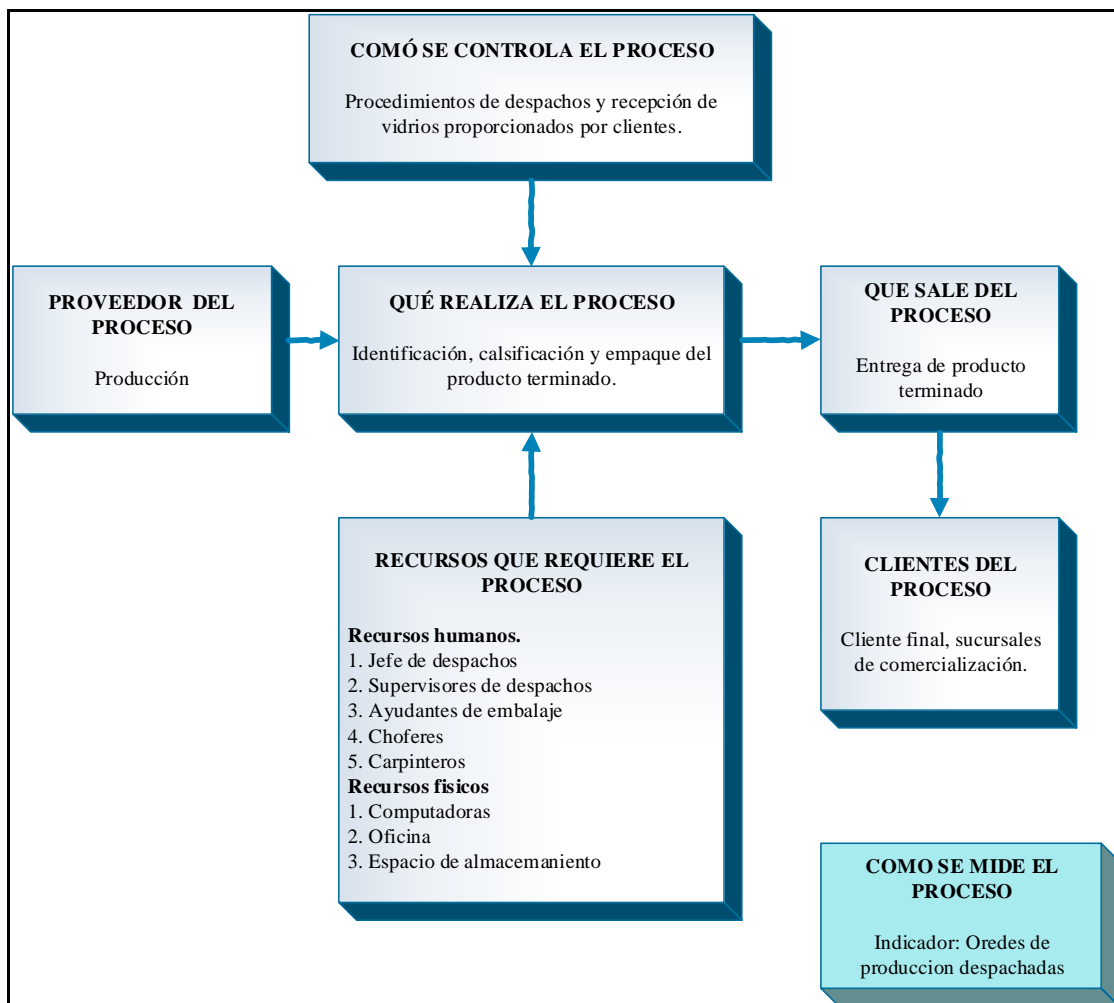 COMÓ SE CONTROLA EL PROCESO
Procedimientos de despachos y recepción de
vidrios proporcionados por clientes.
PROVEEDOR DEL
PROCESO
Producción
QUÉ REALIZA EL PROCESO
Identificación, calsificación y empaque del
producto terminado.
QUE SALE DEL
PROCESO
Entrega de producto
terminado
RECURSOS QUE REQUIERE EL
PROCESO
Recursos humanos.
1. Jefe de despachos
2. Supervisores de despachos
3. Ayudantes de embalaje
4. Choferes
5. Carpinteros
Recursos fisicos
1. Computadoras
2. Oficina
3. Espacio de almacemaniento
CLIENTES DEL
PROCESO
Cliente final, sucursales
de comercialización.
COMO SE MIDE EL
PROCESO
Indicador: Oredes de
produccion despachadas